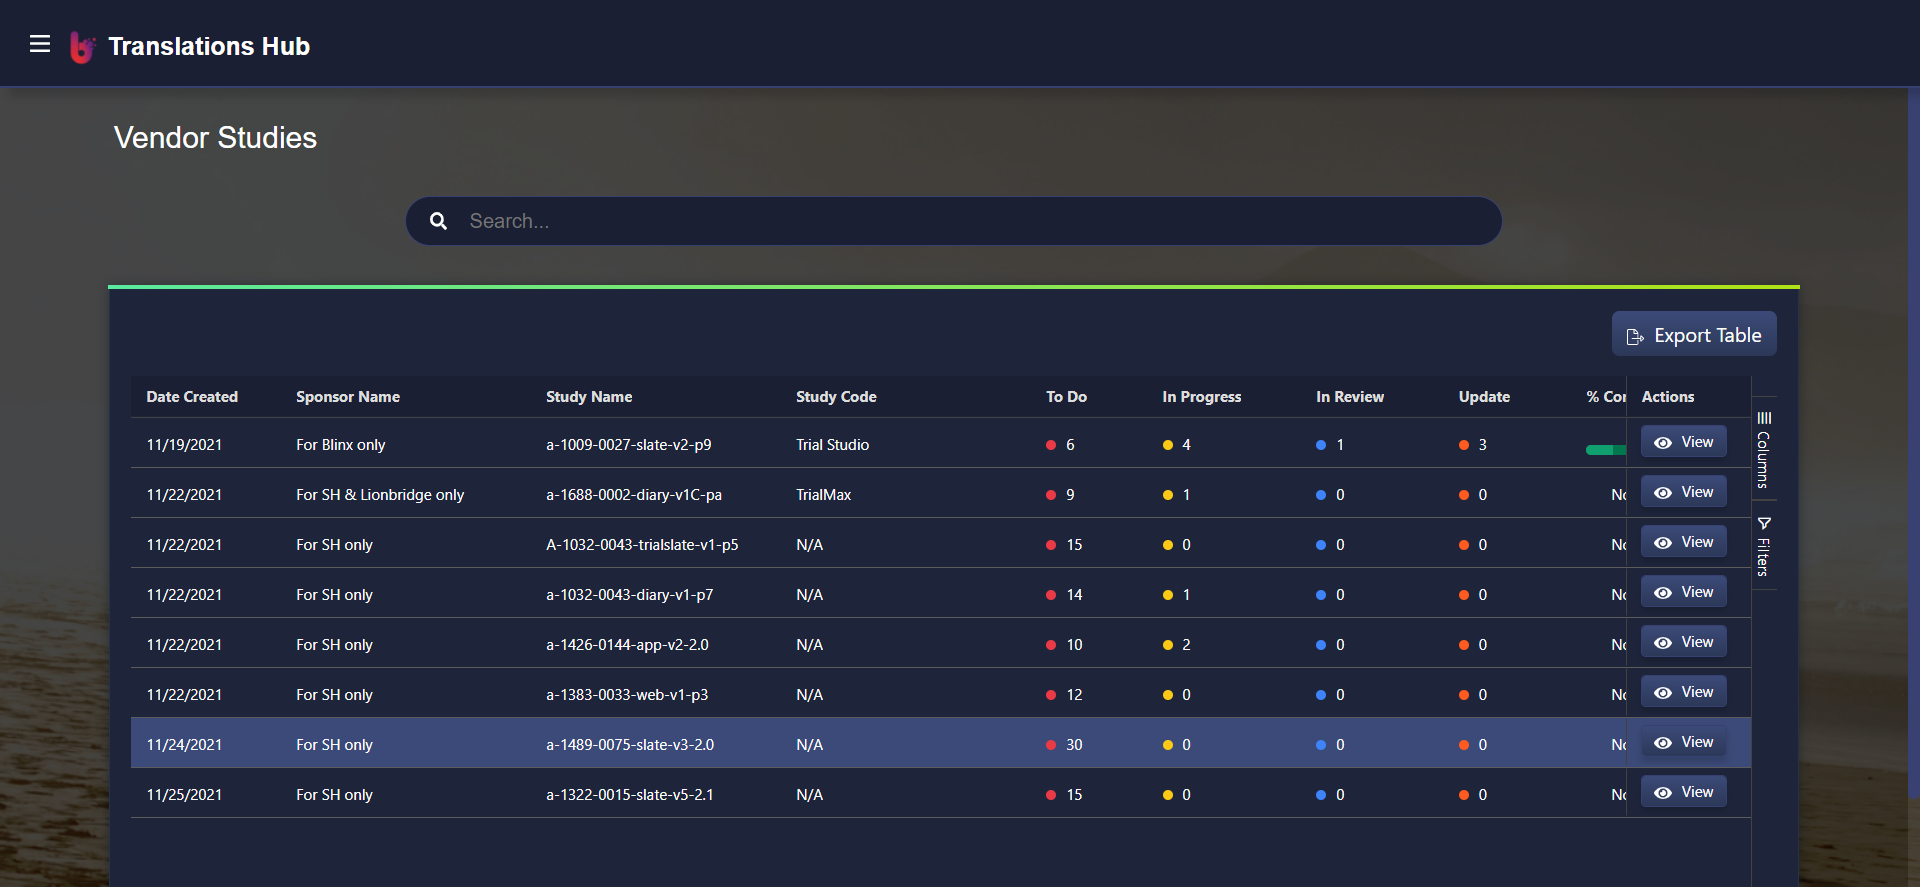 Translations Hub
Vendor Studies
Search...
Export Table
Date Created Sponsor Name Study Name Study Code To Do In Progress In Review Update % Cor Actions
11/19/2021 For Blinx only a-1009-0027-slate-v2-p9 Trial Studio 6 4 1 3 View
11/22/2021 For SH & Lionbridge only a-1688-0002-diary-v1C-pa TrialMax 9 1 0 0 No View
11/22/2021 For SH only A-1032-0043-trialslate-v1-p5 N/A 15 0 0 0 No View
11/22/2021 For SH only a-1032-0043-diary-v1-p7 N/A 14 1 0 0 No View
11/22/2021 For SH only a-1426-0144-app-v2-2.0 N/A 10 2 0 0 No View
11/22/2021 For SH only a-1383-0033-web-v1-p3 N/A 12 0 0 0 No View
11/24/2021 For SH only a-1489-0075-slate-v3-2.0 N/A 30 0 0 0 No View
11/25/2021 For SH only a-1322-0015-slate-v5-2.1 N/A 15 0 0 0 No View
Columns
Filters